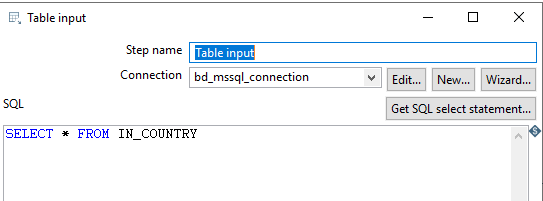 Table input
Step name Table input
Connection bd_mssql_connection Edit... New... Wizard...
SQL Get SQL select statement...
SELECT * FROM IN_COUNTRY